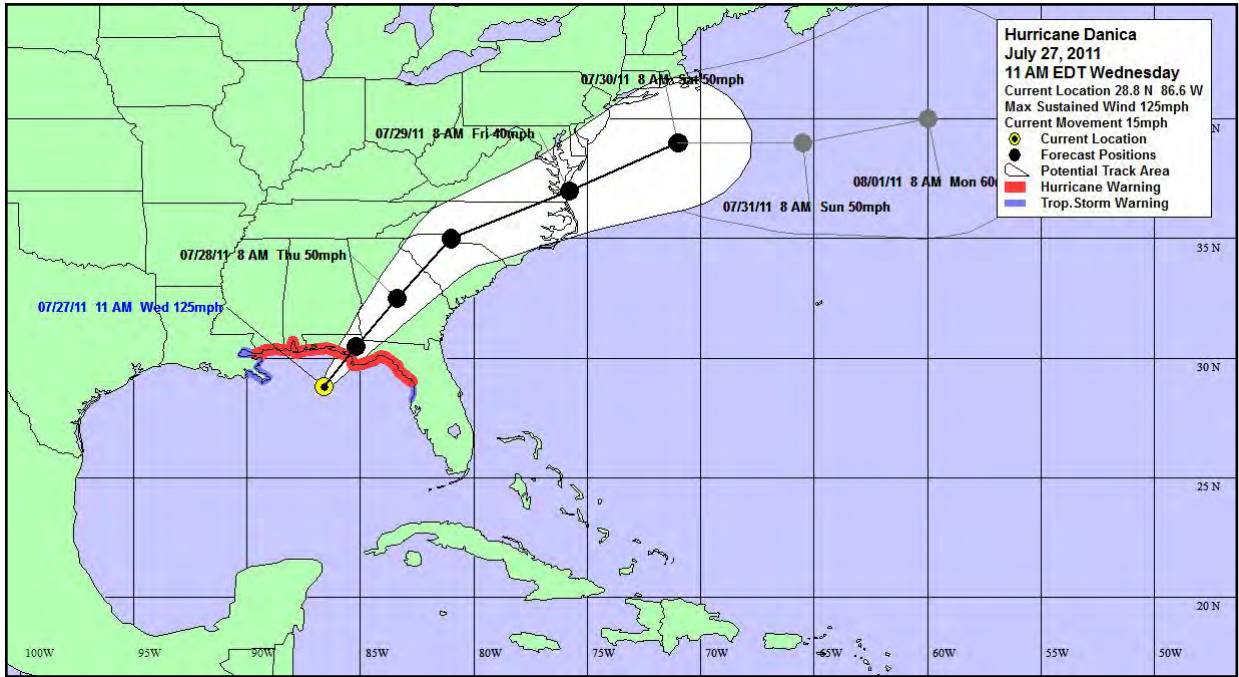 Hurricane Danica
July 27, 2011
11 AM EDT Wednesday
Current Location 28.8 N 86.6 W
Max Sustained Wind 125mph
Current Movement 15mph
Current Location
Forecast Positions
Potential Track Area
Hurricane Warning
Trop.Storm Warning
07/30/11 8 AM Sat 50mph
07/29/11 8 AM Fri 40mph
08/01/11 8 AM Mon
07/31/11 8 AM Sun 50mph
07/28/11 8 AM Thu 50mph
07/27/11 11 AM Wed 125mph
N
35 N
30 N
25 N
20 N
100W 95W 90W 85W 80W 75W 70W 65W 60W 55W 50W